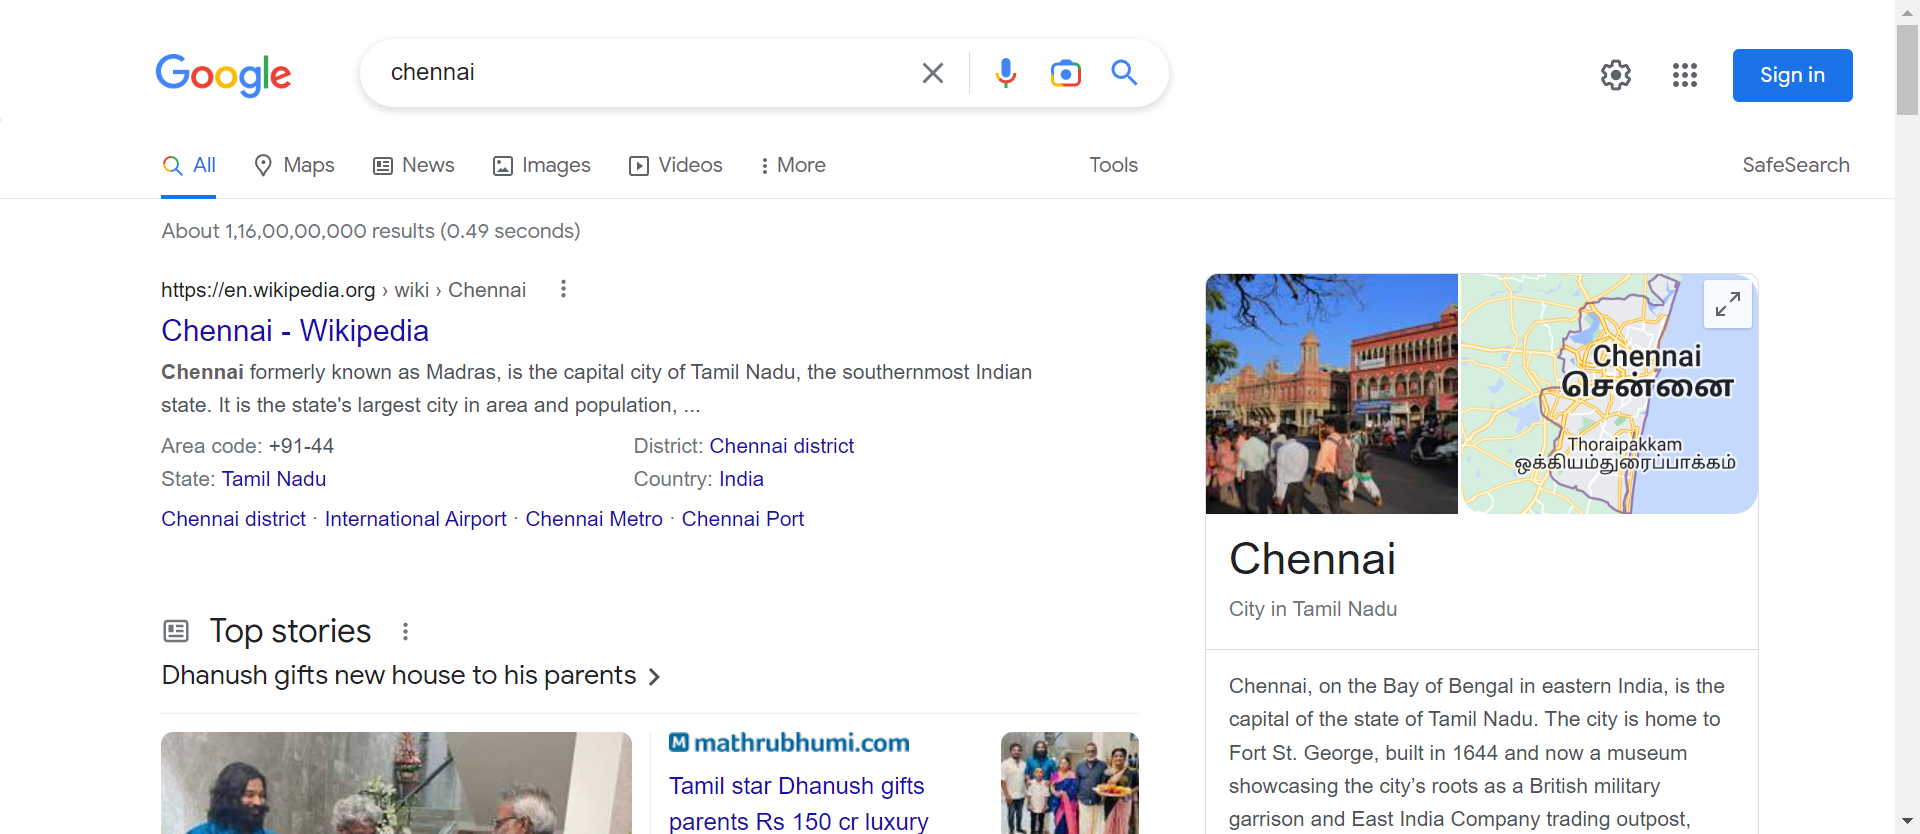 Google
chennai
Sign in
All
Maps
News
Images
Videos
More
Tools
SafeSearch
About 1,16,00,00,000 results (0.49 seconds)
https://en.wikipedia.org › wiki › Chennai
Chennai - Wikipedia
Chennai formerly known as Madras, is the capital city of Tamil Nadu, the southernmost Indian
state. It is the state's largest city in area and population, ...
Area code: +91-44
District: Chennai district
State: Tamil Nadu
Country: India
Chennai district · International Airport · Chennai Metro · Chennai Port
Top stories
Dhanush gifts new house to his parents
mathrubhumi.com
Tamil star Dhanush gifts
parents Rs 150 cr luxury
Chennai
சென்னை
Thoraipakkam
ஒக்கியம்துரைப்பாக்கம்
Chennai
City in Tamil Nadu
Chennai, on the Bay of Bengal in eastern India, is the
capital of the state of Tamil Nadu. The city is home to
Fort St. George, built in 1644 and now a museum
showcasing the city’s roots as a British military
garrison and East India Company trading outpost,